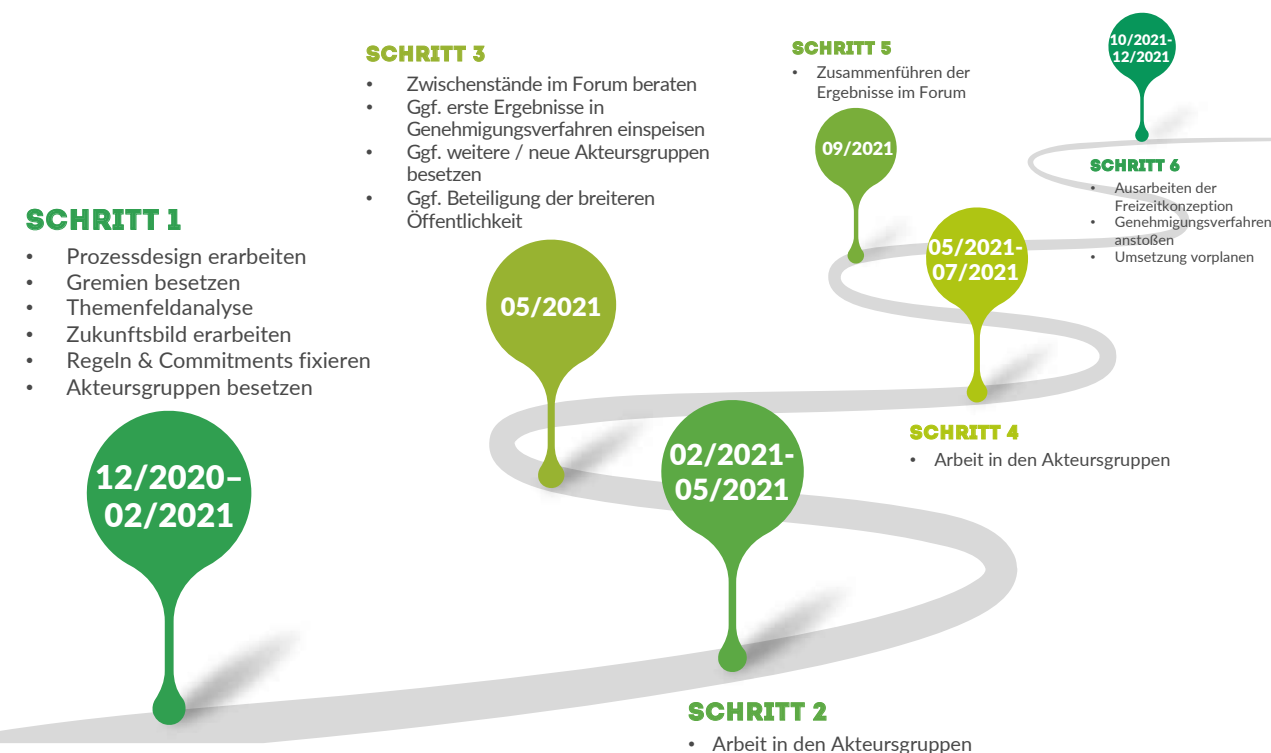 SCHRITT 1
• Prozessdesign erarbeiten
• Gremien besetzen
• Themenfeldanalyse
• Zukunftsbild erarbeiten
• Regeln & Commitments fixieren
• Akteursgruppen besetzen
12/2020–
02/2021
02/2021-
05/2021
SCHRITT 2
• Arbeit in den Akteursgruppen
SCHRITT 3
• Zwischenstände im Forum beraten
• Ggf. erste Ergebnisse in
Genehmigungsverfahren einspeisen
• Ggf. weitere / neue Akteursgruppen
besetzen
• Ggf. Beteiligung der breiteren
Öffentlichkeit
05/2021
05/2021-
07/2021
SCHRITT 4
• Arbeit in den Akteursgruppen
SCHRITT 5
• Zusammenführen der
Ergebnisse im Forum
09/2021
10/2021-
12/2021
SCHRITT 6
• Ausarbeiten der
Freizeitkonzeption
• Genehmigungsverfahren
anstoßen
• Umsetzung vorplanen